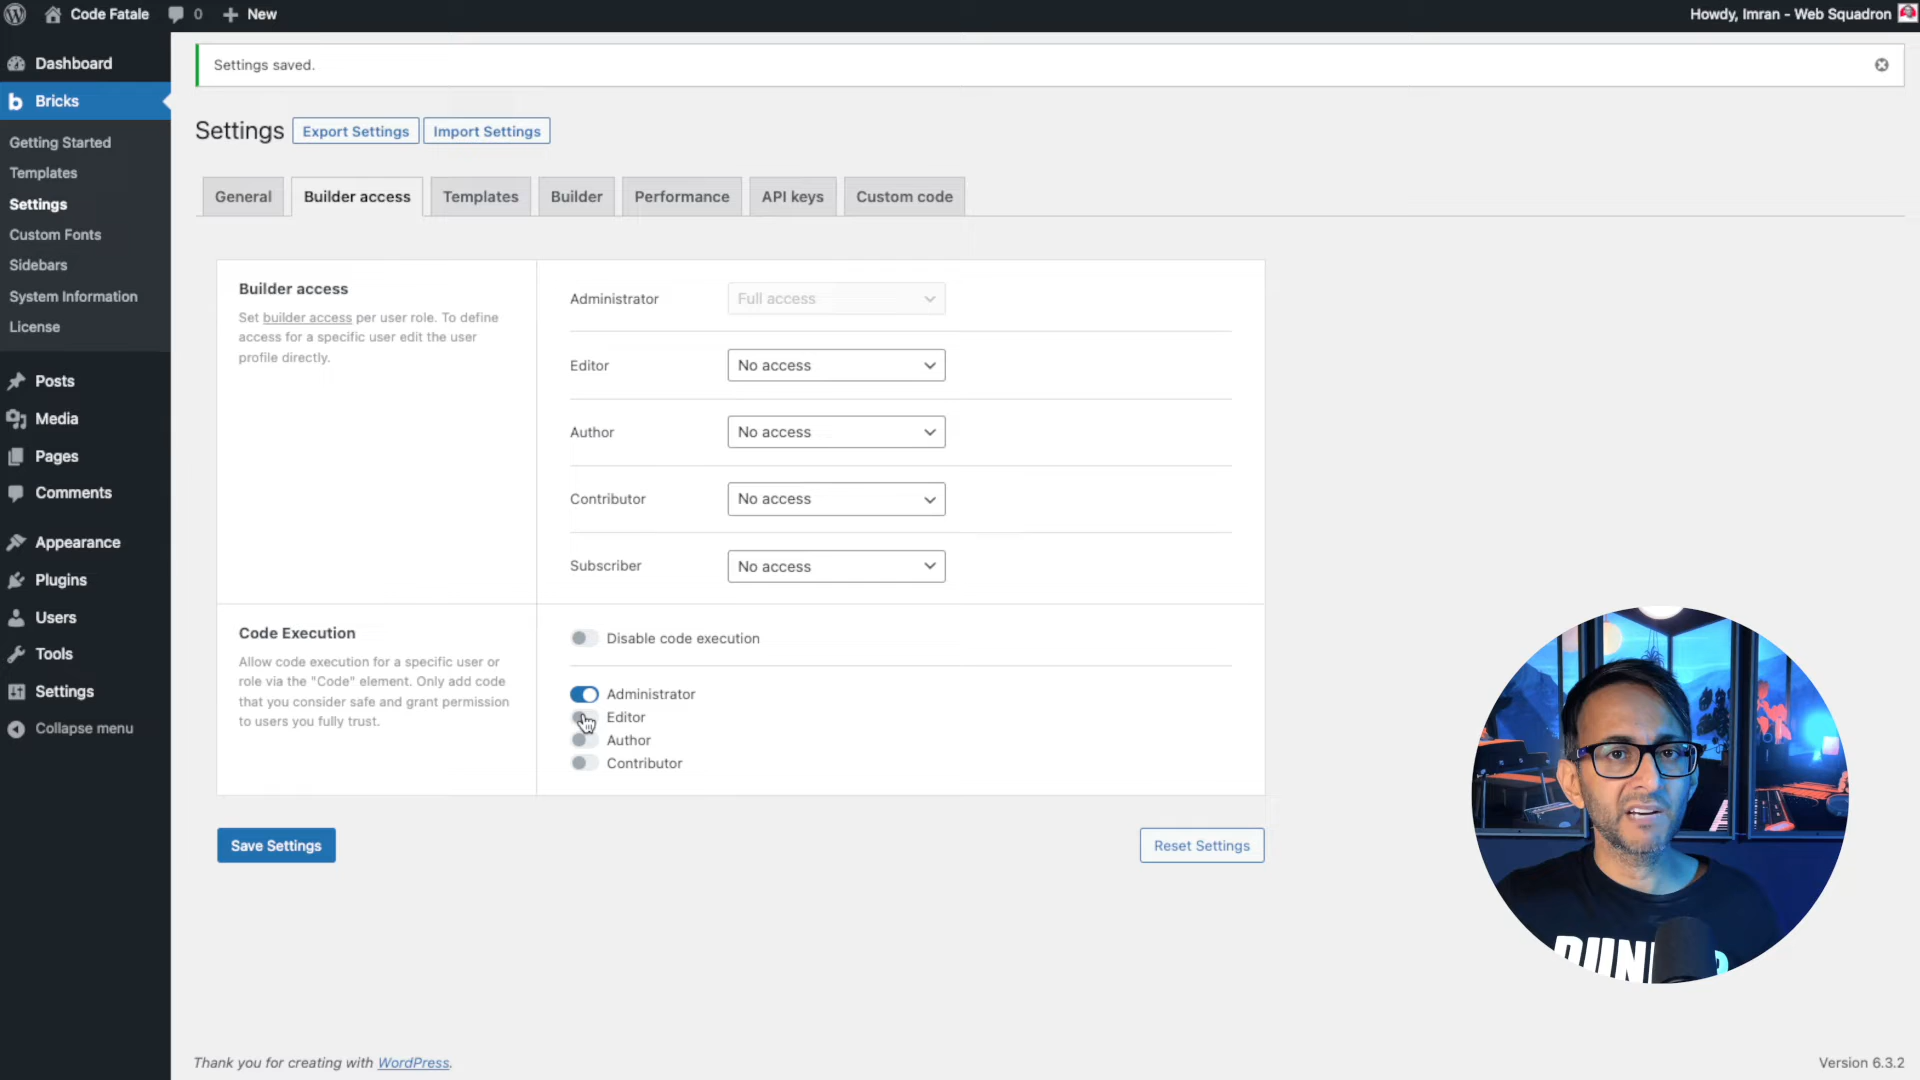 Code Fatale 0 New
Howdy, Imran - Web Squadron
Dashboard
Bricks
Getting Started
Templates
Settings
Custom Fonts
Sidebars
System Information
License
Posts
Media
Pages
Comments
Appearance
Plugins
Users
Tools
Settings
Collapse menu
Settings saved.
Settings Export Settings Import Settings
General Builder access Templates Builder Performance API keys Custom code
Builder access
Set builder access per user role. To define
access for a specific user edit the user
profile directly.
Administrator Full access
Editor No access
Author No access
Contributor No access
Subscriber No access
Code Execution
Allow code execution for a specific user or
role via the "Code" element. Only add code
that you consider safe and grant permission
to users you fully trust.
Disable code execution
Administrator
Editor
Author
Contributor
Save Settings
Reset Settings
Thank you for creating with WordPress.
Version 6.3.2